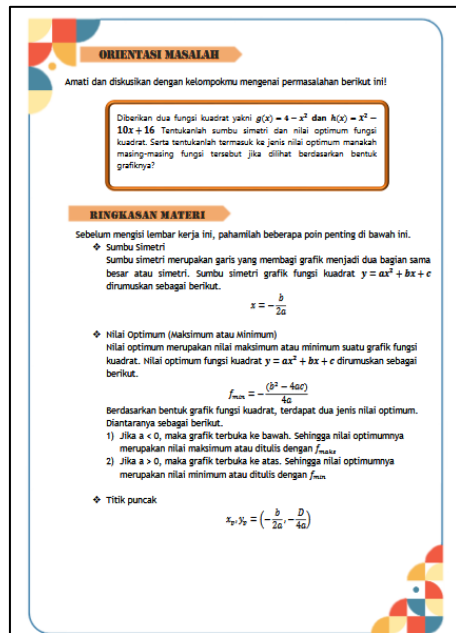 ORIENTASI MASALAH
Amati dan diskusikan dengan kelompokmu mengenai permasalahan berikut ini!
Diberikan dua fungsi kuadrat yakni g(x) = 4 − x² dan h(x) = x² −
10x + 16 Tentukanlah sumbu simetri dan nilai optimum fungsi
kuadrat. Serta tentukanlah termasuk ke jenis nilai optimum manakah
masing-masing fungsi tersebut jika dilihat berdasarkan bentuk
grafiknya?
RINGKASAN MATERI
Sebelum mengisi lembar kerja ini, pahamilah beberapa poin penting di bawah ini.
❖ Sumbu Simetri
Sumbu simetri merupakan garis yang membagi grafik menjadi dua bagian sama
besar atau simetri. Sumbu simetri grafik fungsi kuadrat y = ax² + bx + c
dirumuskan sebagai berikut.
x = −b/2a
❖ Nilai Optimum (Maksimum atau Minimum)
Nilai optimum merupakan nilai maksimum atau minimum suatu grafik fungsi
kuadrat. Nilai optimum fungsi kuadrat y = ax² + bx + c dirumuskan sebagai
berikut.
f_min = −(b² − 4ac)/4a
Berdasarkan bentuk grafik fungsi kuadrat, terdapat dua jenis nilai optimum.
Diantaranya sebagai berikut.
1) Jika a < 0, maka grafik terbuka ke bawah. Sehingga nilai optimumnya
merupakan nilai maksimum atau ditulis dengan f_maks
2) Jika a > 0, maka grafik terbuka ke atas. Sehingga nilai optimumnya
merupakan nilai minimum atau ditulis dengan f_min
❖ Titik puncak
x_p, y_p = (−b/2a, −D/4a)